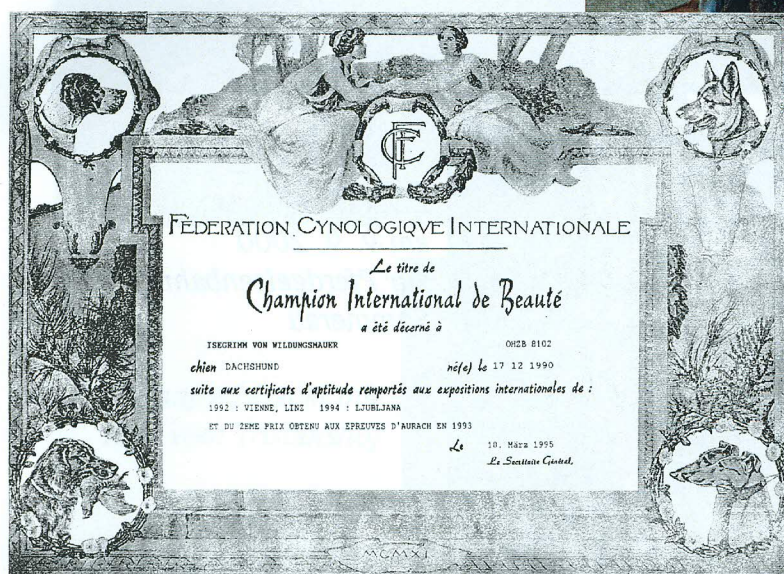 FCI
FÉDERATION CYNOLOGIQVE INTERNATIONALE
Le titre de
Champion International de Beauté
a été décerné à
ISEGRIMM VON WILDUNGSMAUER OHZB 8102
chien DACHSHUND né(e) le 17 12 1990
suite aux certificats d'aptitude remportés aux expositions internationales de :
1992 : VIENNE, LINZ 1994 : LJUBLJANA
ET DU 2EME PRIX OBTENU AUX EPREUVES D'AURACH EN 1993
Le 10. März 1995
Le Secrétaire Général,
MCMXI